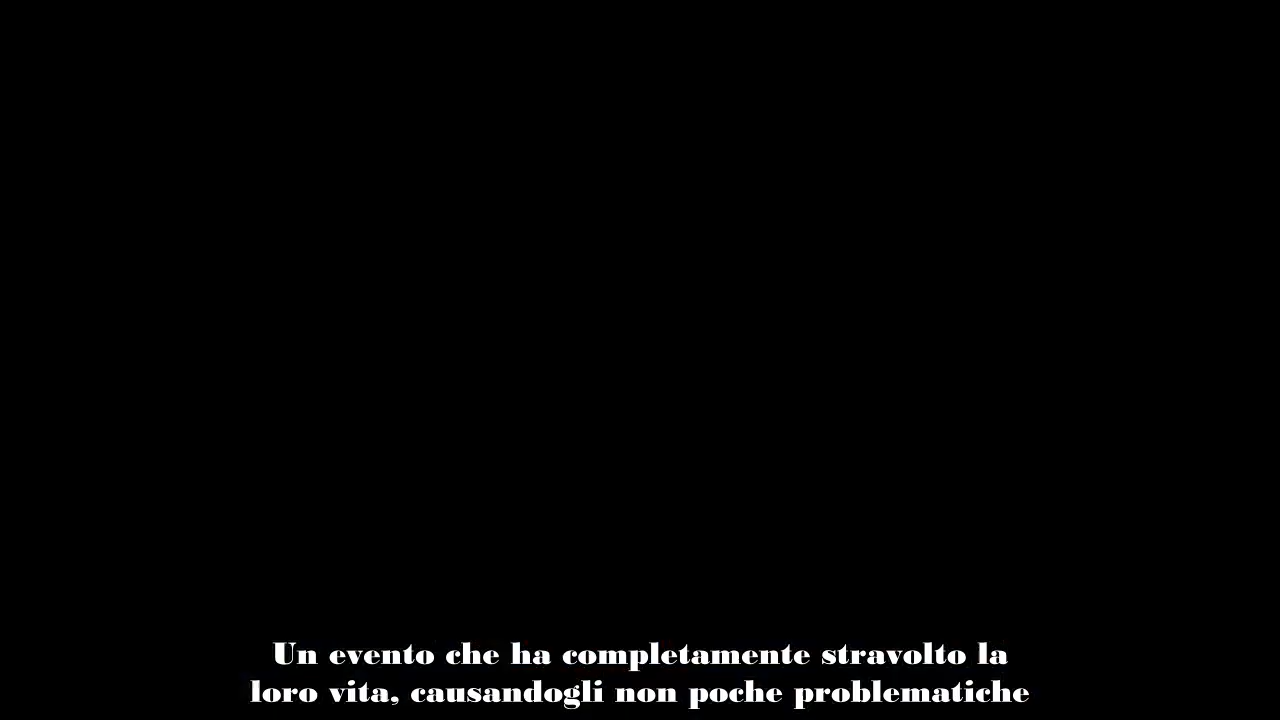 Un evento che ha completamente stravolto la
loro vita, causandogli non poche problematiche